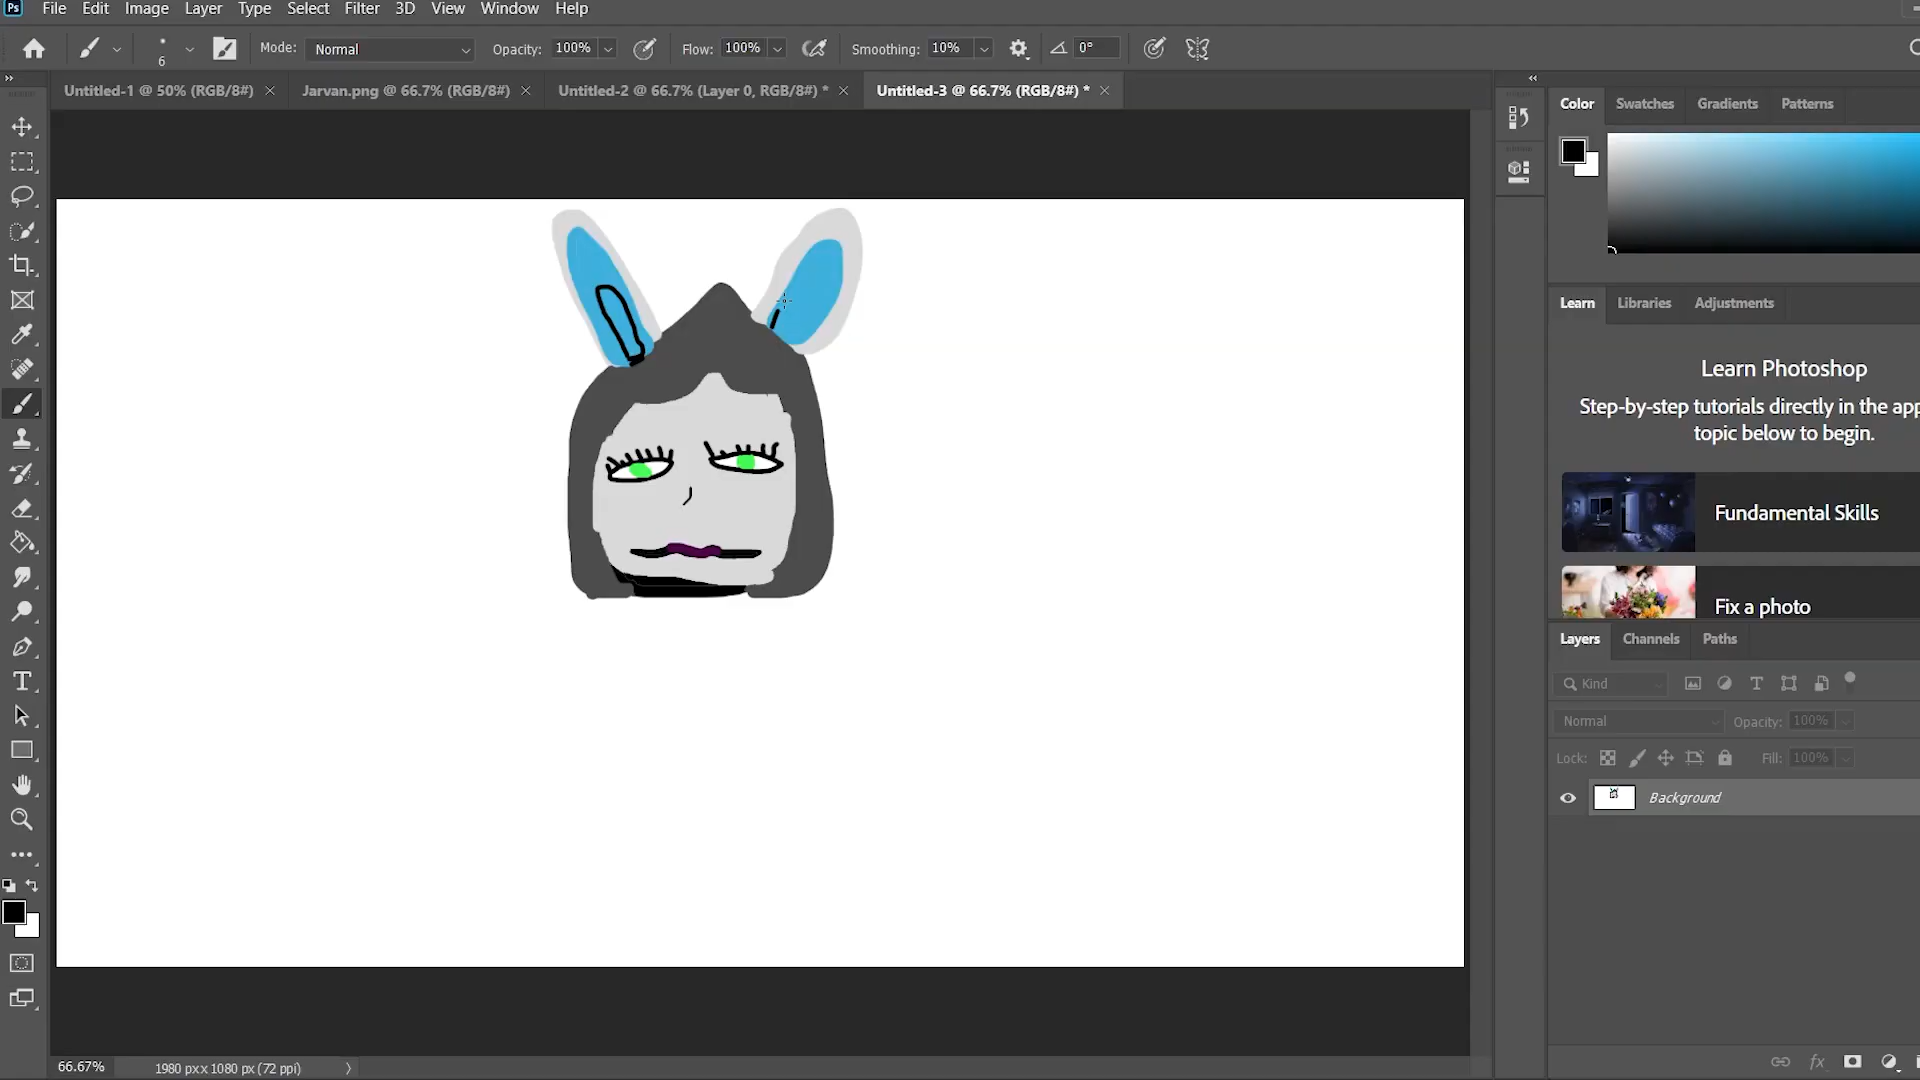 Ps File Edit Image Layer Type Select Filter 3D View Window Help
6 Mode: Normal Opacity: 100% Flow: 100% Smoothing: 10% 0°
Untitled-1 @ 50% (RGB/8#) Jarvan.png @ 66.7% (RGB/8#) Untitled-2 @ 66.7% (Layer 0, RGB/8#) * Untitled-3 @ 66.7% (RGB/8#) *
Color Swatches Gradients Patterns
Learn Libraries Adjustments
Learn Photoshop
Step-by-step tutorials directly in the app
topic below to begin.
Fundamental Skills
Fix a photo
Layers Channels Paths
Kind
Normal Opacity: 100%
Lock: Fill: 100%
Background
fx
66.67% 1980 px x 1080 px (72 ppi)